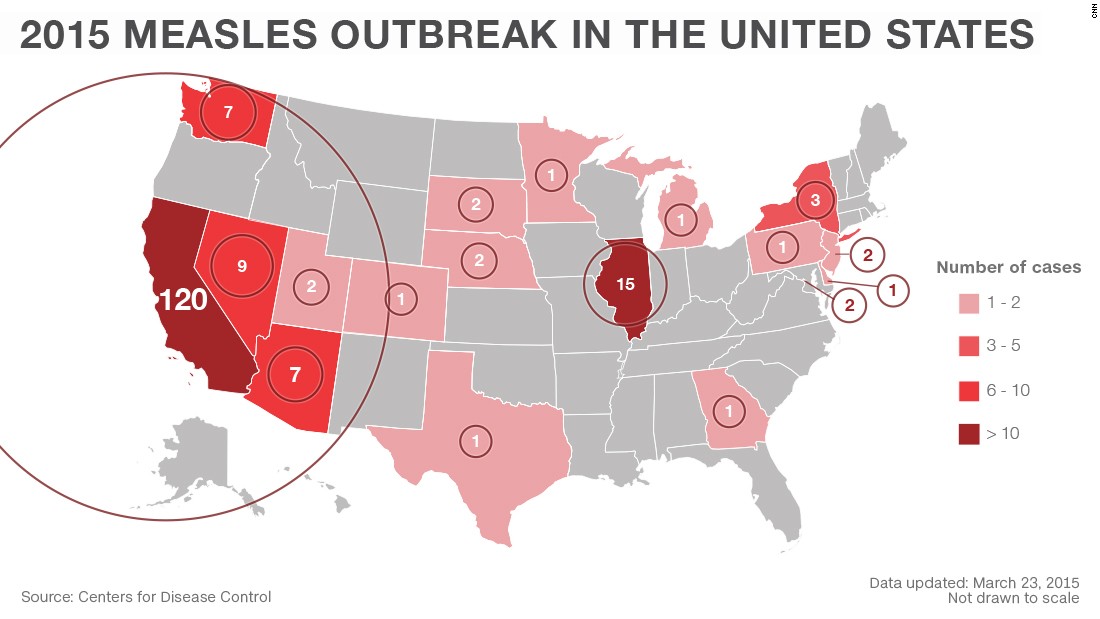 CNN
2015 MEASLES OUTBREAK IN THE UNITED STATES
7
1
2
1
3
9
2
2
1
2
120
2
1
15
1
2
7
1
1
Number of cases
1 - 2
3 - 5
6 - 10
> 10
Source: Centers for Disease Control
Data updated: March 23, 2015
Not drawn to scale